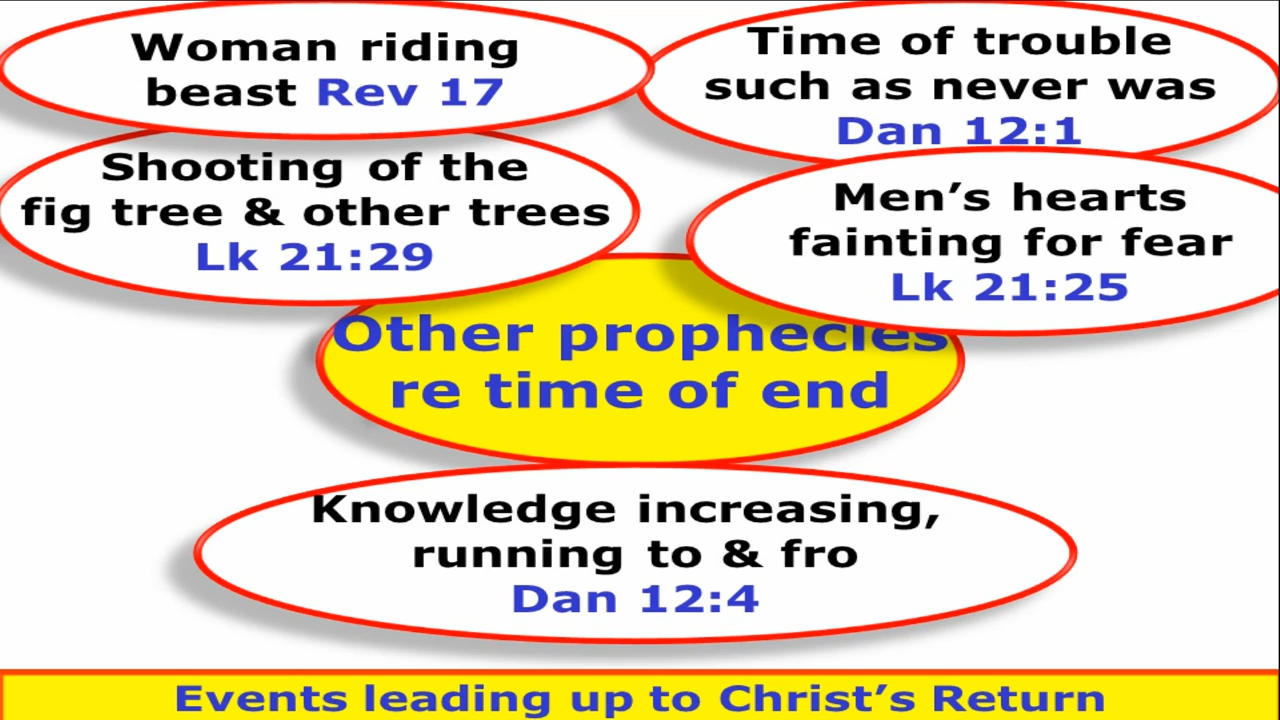 Woman riding
beast Rev 17
Time of trouble
such as never was
Dan 12:1
Shooting of the
fig tree & other trees
Lk 21:29
Men’s hearts
fainting for fear
Lk 21:25
Other prophecies
re time of end
Knowledge increasing,
running to & fro
Dan 12:4
Events leading up to Christ’s Return